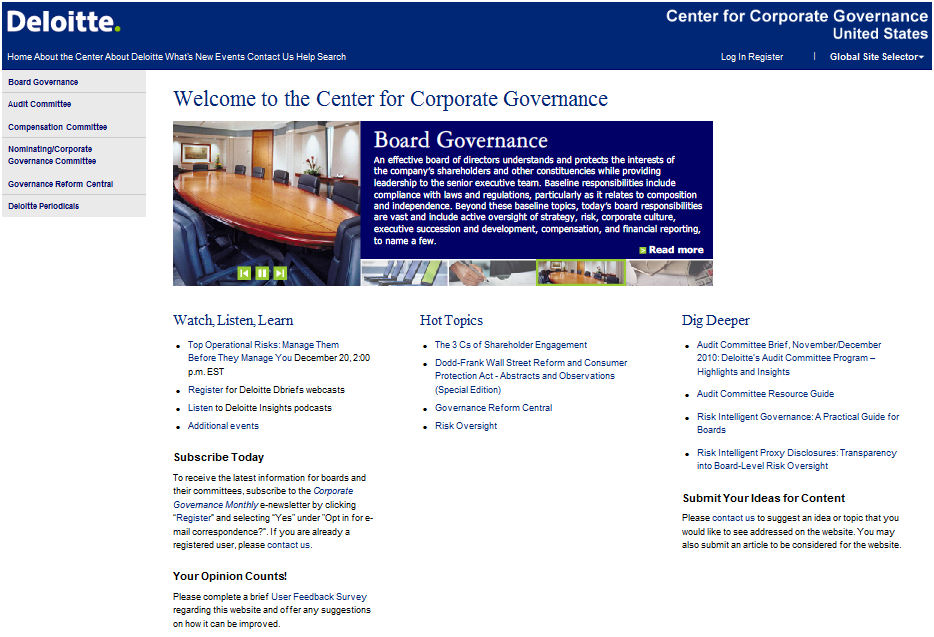 Deloitte.
Center for Corporate Governance
United States
Home About the Center About Deloitte What's New Events Contact Us Help Search
Log In Register | Global Site Selector
Board Governance
Audit Committee
Compensation Committee
Nominating/Corporate
Governance Committee
Governance Reform Central
Deloitte Periodicals
Welcome to the Center for Corporate Governance
Board Governance
An effective board of directors understands and protects the interests of
the company's shareholders and other constituencies while providing
leadership to the senior executive team. Baseline responsibilities include
compliance with laws and regulations, particularly as it relates to composition
and independence. Beyond these baseline topics, today's board responsibilities
are vast and include active oversight of strategy, risk, corporate culture,
executive succession and development, compensation, and financial reporting,
to name a few.
Read more
Watch, Listen, Learn
• Top Operational Risks: Manage Them
Before They Manage You December 20, 2:00
p.m. EST
• Register for Deloitte Dbriefs webcasts
• Listen to Deloitte Insights podcasts
• Additional events
Subscribe Today
To receive the latest information for boards and
their committees, subscribe to the Corporate
Governance Monthly e-newsletter by clicking
“Register” and selecting “Yes” under "Opt in for e-
mail correspondence?". If you are already a
registered user, please contact us.
Your Opinion Counts!
Please complete a brief User Feedback Survey
regarding this website and offer any suggestions
on how it can be improved.
Hot Topics
• The 3 Cs of Shareholder Engagement
• Dodd-Frank Wall Street Reform and Consumer
Protection Act - Abstracts and Observations
(Special Edition)
• Governance Reform Central
• Risk Oversight
Dig Deeper
• Audit Committee Brief, November/December
2010: Deloitte's Audit Committee Program –
Highlights and Insights
• Audit Committee Resource Guide
• Risk Intelligent Governance: A Practical Guide for
Boards
• Risk Intelligent Proxy Disclosures: Transparency
into Board-Level Risk Oversight
Submit Your Ideas for Content
Please contact us to suggest an idea or topic that you
would like to see addressed on the website. You may
also submit an article to be considered for the website.